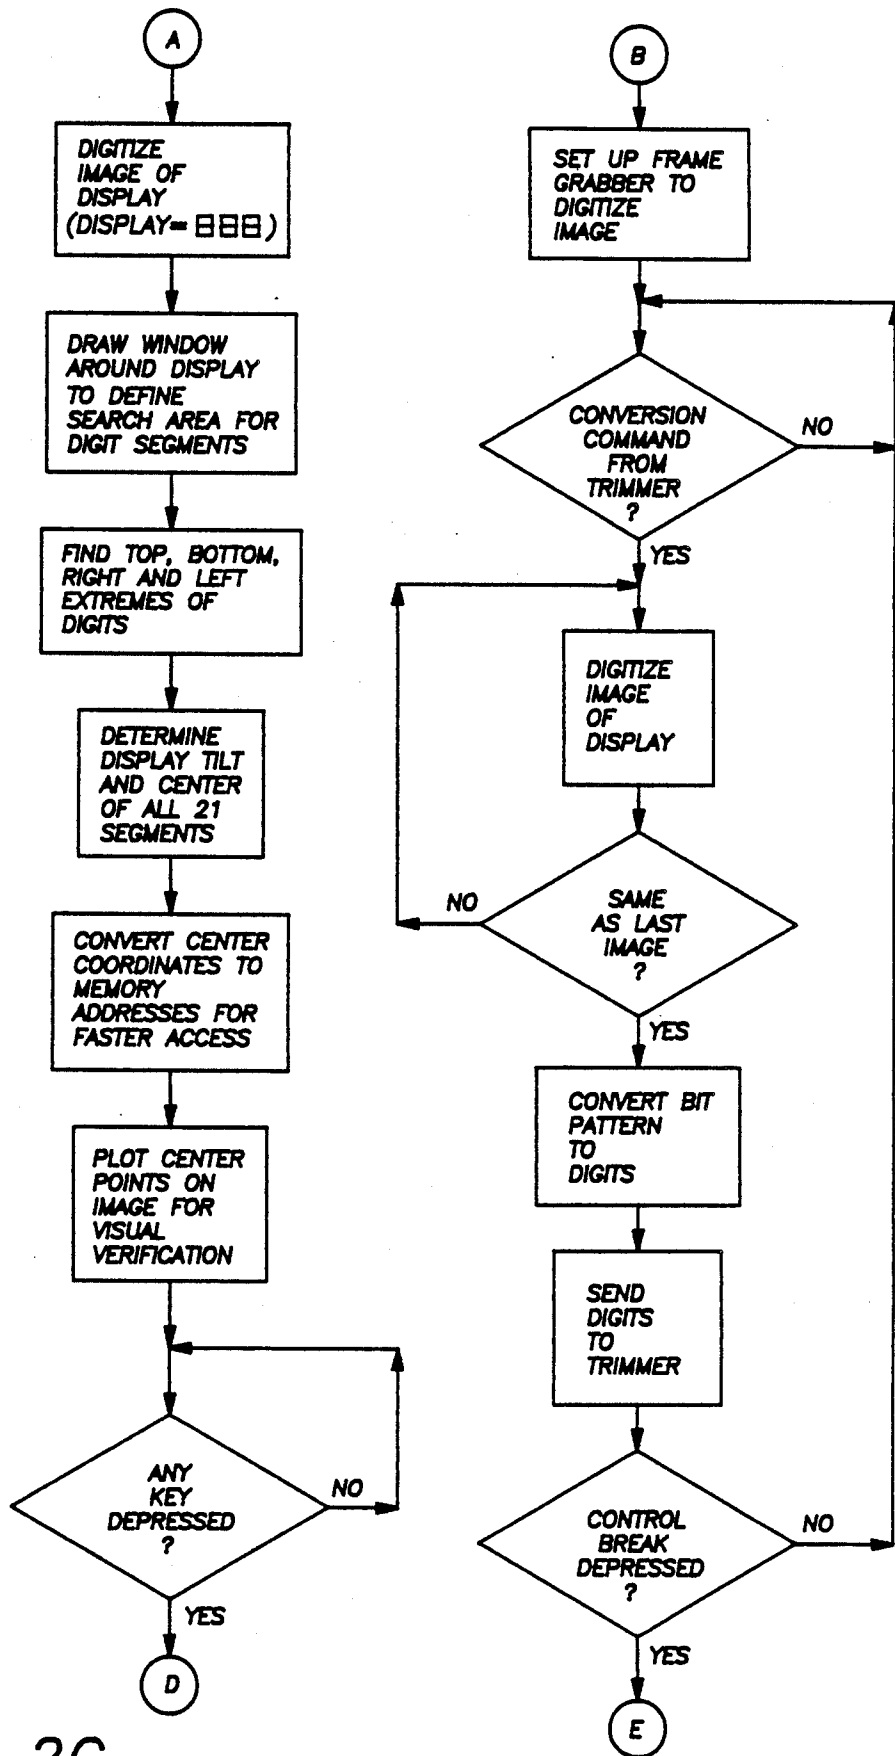 A
DIGITIZE
IMAGE OF
DISPLAY
(DISPLAY= 888)
DRAW WINDOW
AROUND DISPLAY
TO DEFINE
SEARCH AREA FOR
DIGIT SEGMENTS
FIND TOP, BOTTOM,
RIGHT AND LEFT
EXTREMES OF
DIGITS
DETERMINE
DISPLAY TILT
AND CENTER
OF ALL 21
SEGMENTS
CONVERT CENTER
COORDINATES TO
MEMORY
ADDRESSES FOR
FASTER ACCESS
PLOT CENTER
POINTS ON
IMAGE FOR
VISUAL
VERIFICATION
ANY
KEY
DEPRESSED
?
NO
YES
D
B
SET UP FRAME
GRABBER TO
DIGITIZE
IMAGE
CONVERSION
COMMAND
FROM
TRIMMER
?
NO
YES
DIGITIZE
IMAGE
OF
DISPLAY
SAME
AS LAST
IMAGE
?
NO
YES
CONVERT BIT
PATTERN
TO
DIGITS
SEND
DIGITS
TO
TRIMMER
CONTROL
BREAK
DEPRESSED
?
NO
YES
E